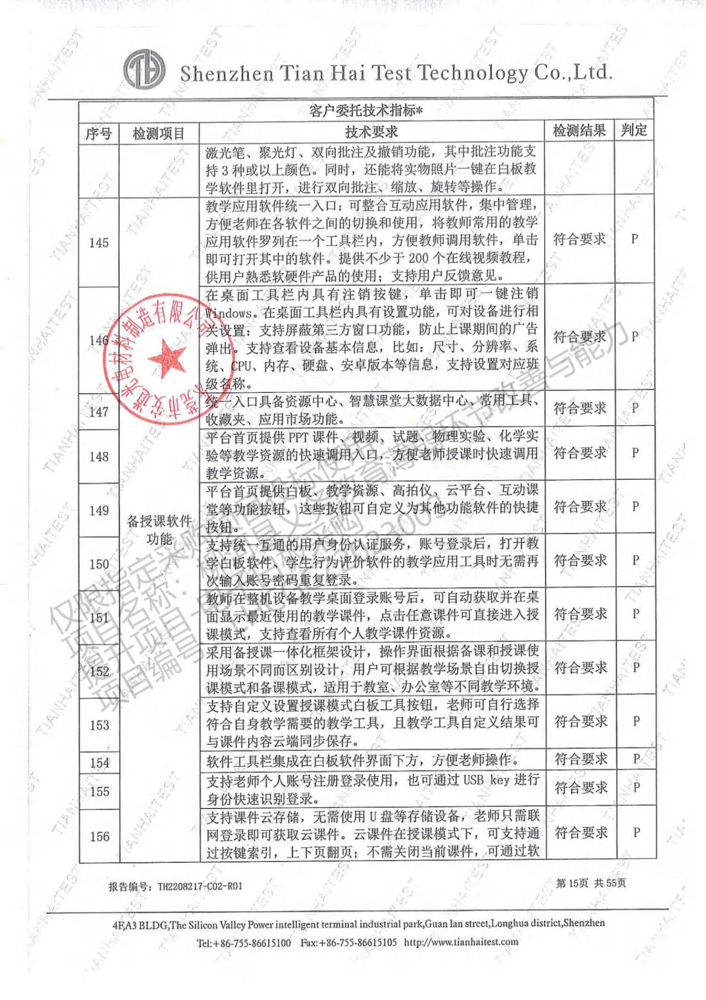 Shenzhen Tian Hai Test Technology Co.,Ltd.
客户委托技术指标*
序号 检测项目 技术要求 检测结果 判定
激光笔、聚光灯、双向批注及撤销功能，其中批注功能支
持 3 种或以上颜色。同时，还能将实物照片一键在白板教
学软件里打开，进行双向批注、缩放、旋转等操作。
145
教学应用软件统一入口：可整合互动应用软件，集中管理，
方便老师在各软件之间的切换和使用，将教师常用的教学
应用软件罗列在一个工具栏内，方便教师调用软件，单击
即可打开其中的软件。提供不少于 200 个在线视频教程，
供用户熟悉软硬件产品的使用；支持用户反馈意见。
符合要求 P
146
在桌面工具栏内具有注销按键，单击即可一键注销
Windows。在桌面工具栏内具有设置功能，可对设备进行相
关设置：支持屏蔽第三方窗口功能，防止上课期间的广告
弹出。支持查看设备基本信息，比如：尺寸、分辨率、系
统、CPU、内存、硬盘、安卓版本等信息，支持设置对应班
级名称。
符合要求 P
147
统一入口具备资源中心、智慧课堂大数据中心、常用工具、
收藏夹、应用市场功能。
符合要求 P
148
平台首页提供 PPT 课件、视频、试题、物理实验、化学实
验等教学资源的快速调用入口，方便老师授课时快速调用
教学资源。
符合要求 P
备授课软件
功能
149
平台首页提供白板、教学资源、高拍仪、云平台、互动课
堂等功能按钮，这些按钮可自定义为其他功能软件的快捷
按钮。
符合要求 P
150
支持统一互通的用户身份认证服务，账号登录后，打开教
学白板软件、学生行为评价软件的教学应用工具时无需再
次输入账号密码重复登录。
符合要求 P
151
教师在整机设备教学桌面登录账号后，可自动获取并在桌
面显示最近使用的教学课件，点击任意课件可直接进入授
课模式，支持查看所有个人教学课件资源。
符合要求 P
152
采用备授课一体化框架设计，操作界面根据备课和授课使
用场景不同而区别设计，用户可根据教学场景自由切换授
课模式和备课模式，适用于教室、办公室等不同教学环境。
符合要求 P
153
支持自定义设置授课模式白板工具按钮，老师可自行选择
符合自身教学需要的教学工具，且教学工具自定义结果可
与课件内容云端同步保存。
符合要求 P
154
软件工具栏集成在白板软件界面下方，方便老师操作。
符合要求 P
155
支持老师个人账号注册登录使用，也可通过 USB key 进行
身份快速识别登录。
符合要求 P
156
支持课件云存储，无需使用 U 盘等存储设备，老师只需联
网登录即可获取云课件。云课件在授课模式下，可支持通
过按键索引，上下页翻页；不需关闭当前课件，可通过软
符合要求 P
仅限指定采购项目投标使用
报告编号：TH2208217-C02-R01 第 15页 共 55页
4F,A3 BLDG,The Silicon Valley Power intelligent terminal industrial park,Guan lan street,Longhua district,Shenzhen
Tel:+86-755-86615100 Fax:+86-755-86615105 http://www.tianhaitest.com